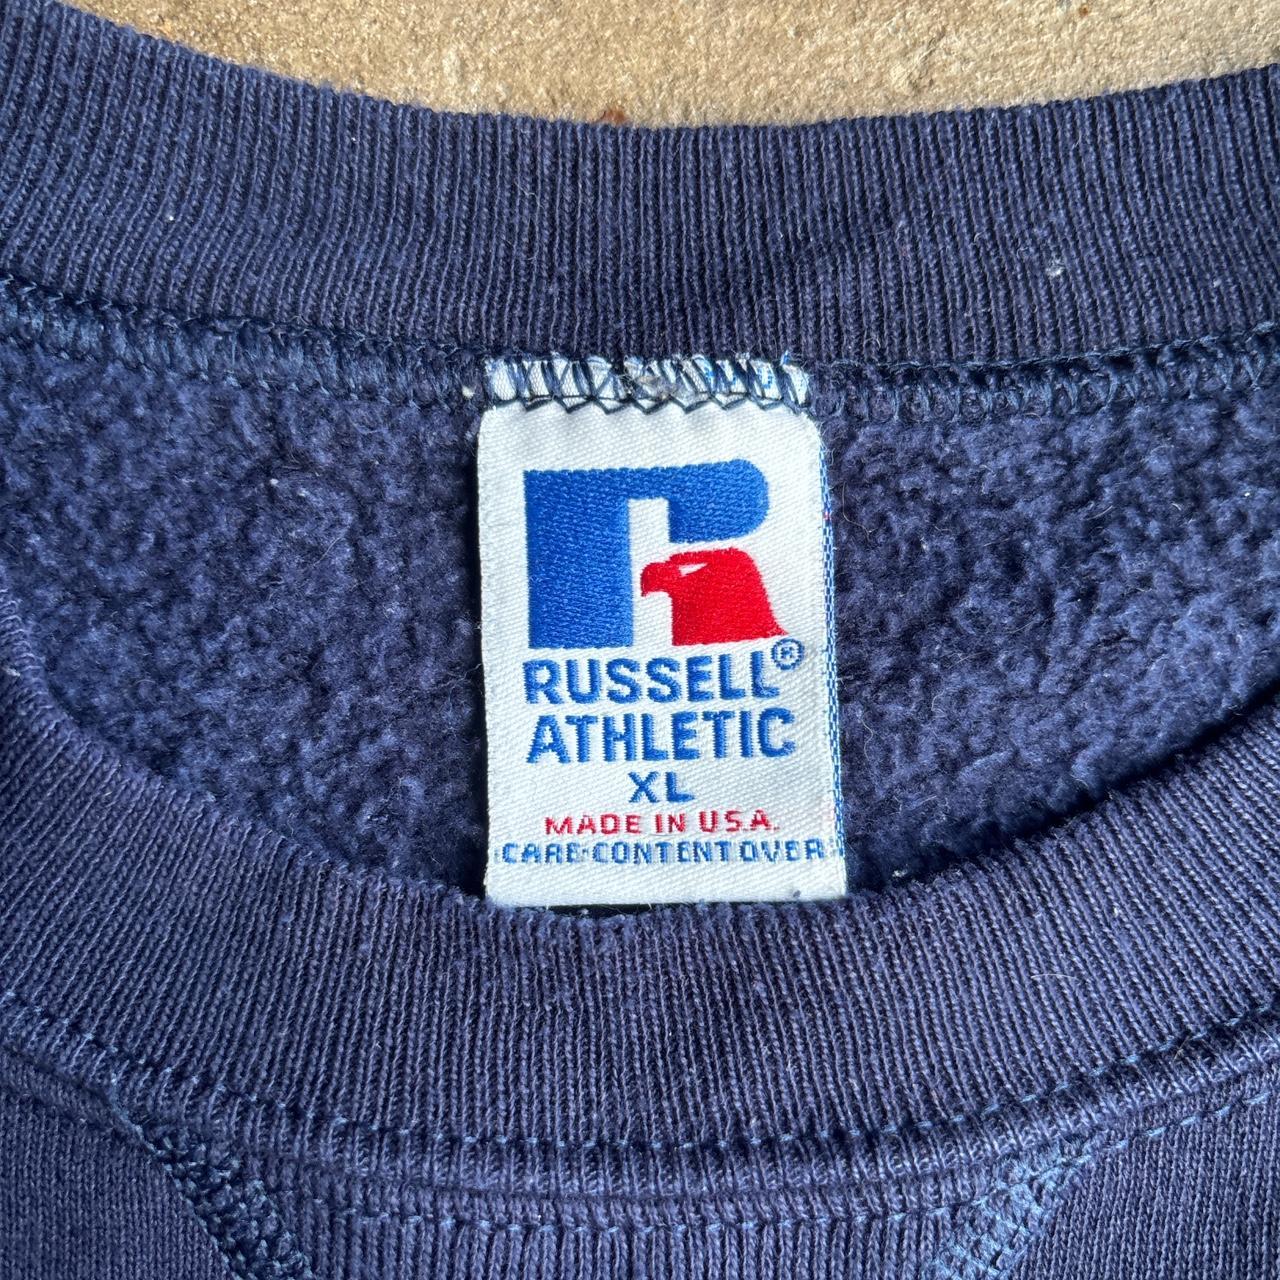 R
RUSSELL®
ATHLETIC
XL
MADE IN U.S.A.
CARE·CONTENT OVER